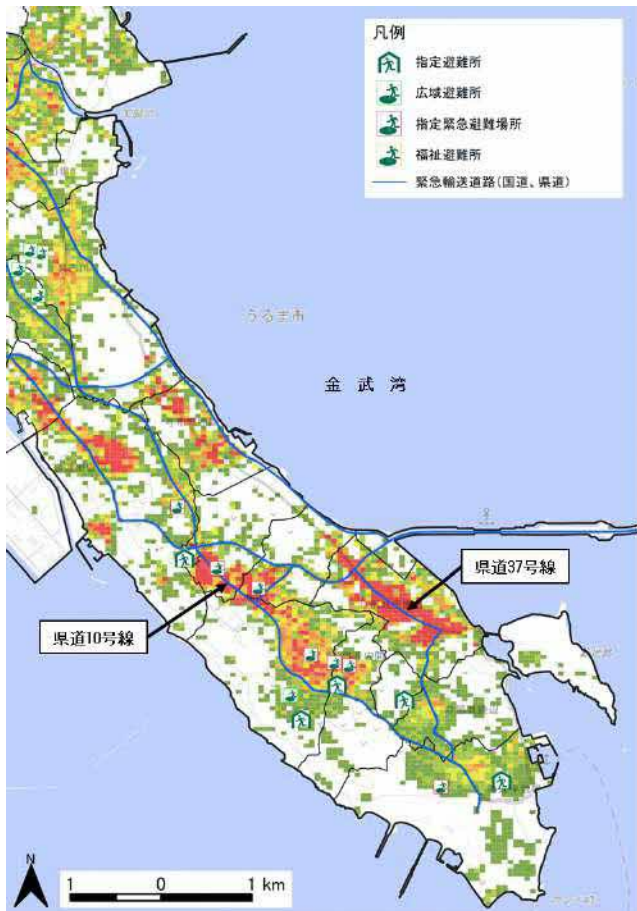 凡例
指定避難所
広域避難所
指定緊急避難場所
福祉避難所
緊急輸送道路(国道、県道)
うるま市
金武湾
県道37号線
県道10号線
N
1 0 1 km